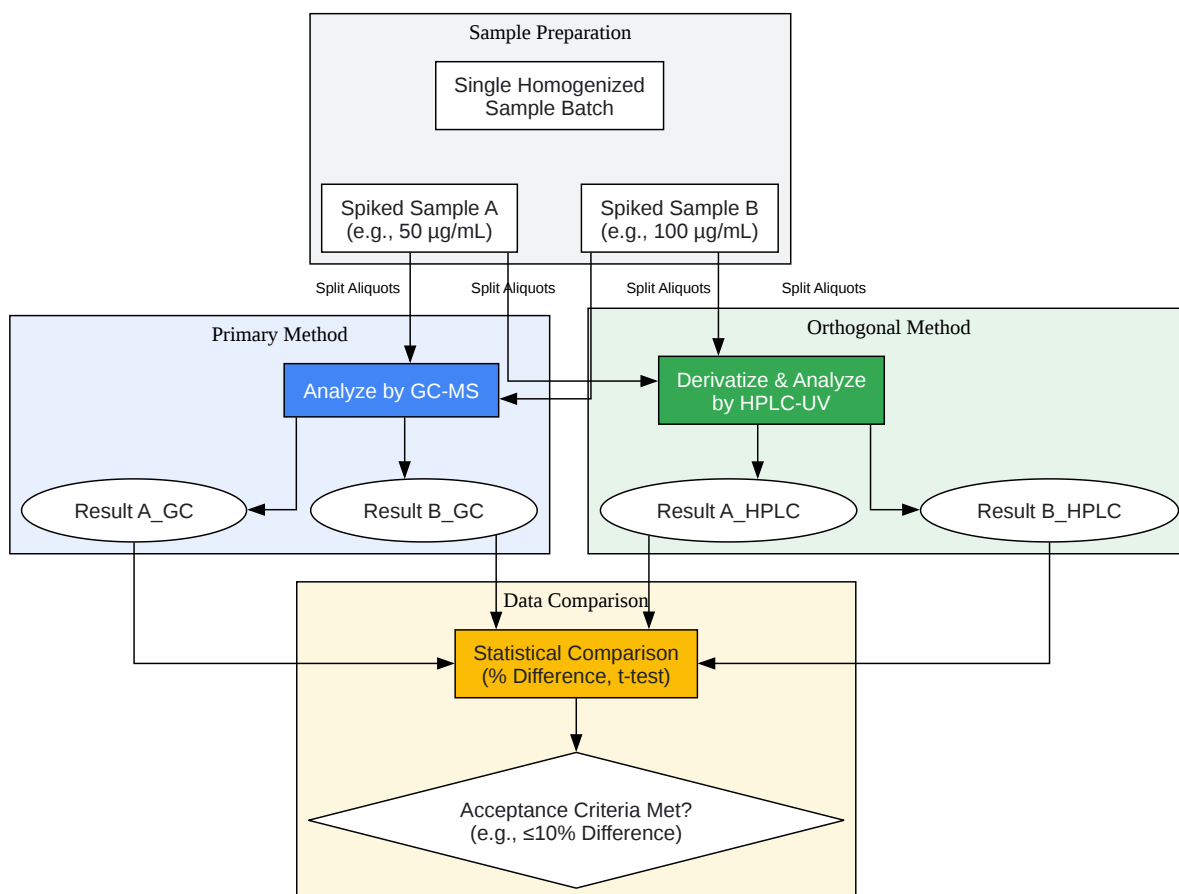 Sample Preparation
Single Homogenized
Sample Batch
Spiked Sample A
(e.g., 50 µg/mL)
Spiked Sample B
(e.g., 100 µg/mL)
Split Aliquots
Split Aliquots
Split Aliquots
Split Aliquots
Primary Method
Orthogonal Method
Analyze by GC-MS
Derivatize & Analyze
by HPLC-UV
Result A_GC
Result B_GC
Result A_HPLC
Result B_HPLC
Data Comparison
Statistical Comparison
(% Difference, t-test)
Acceptance Criteria Met?
(e.g., ≤10% Difference)